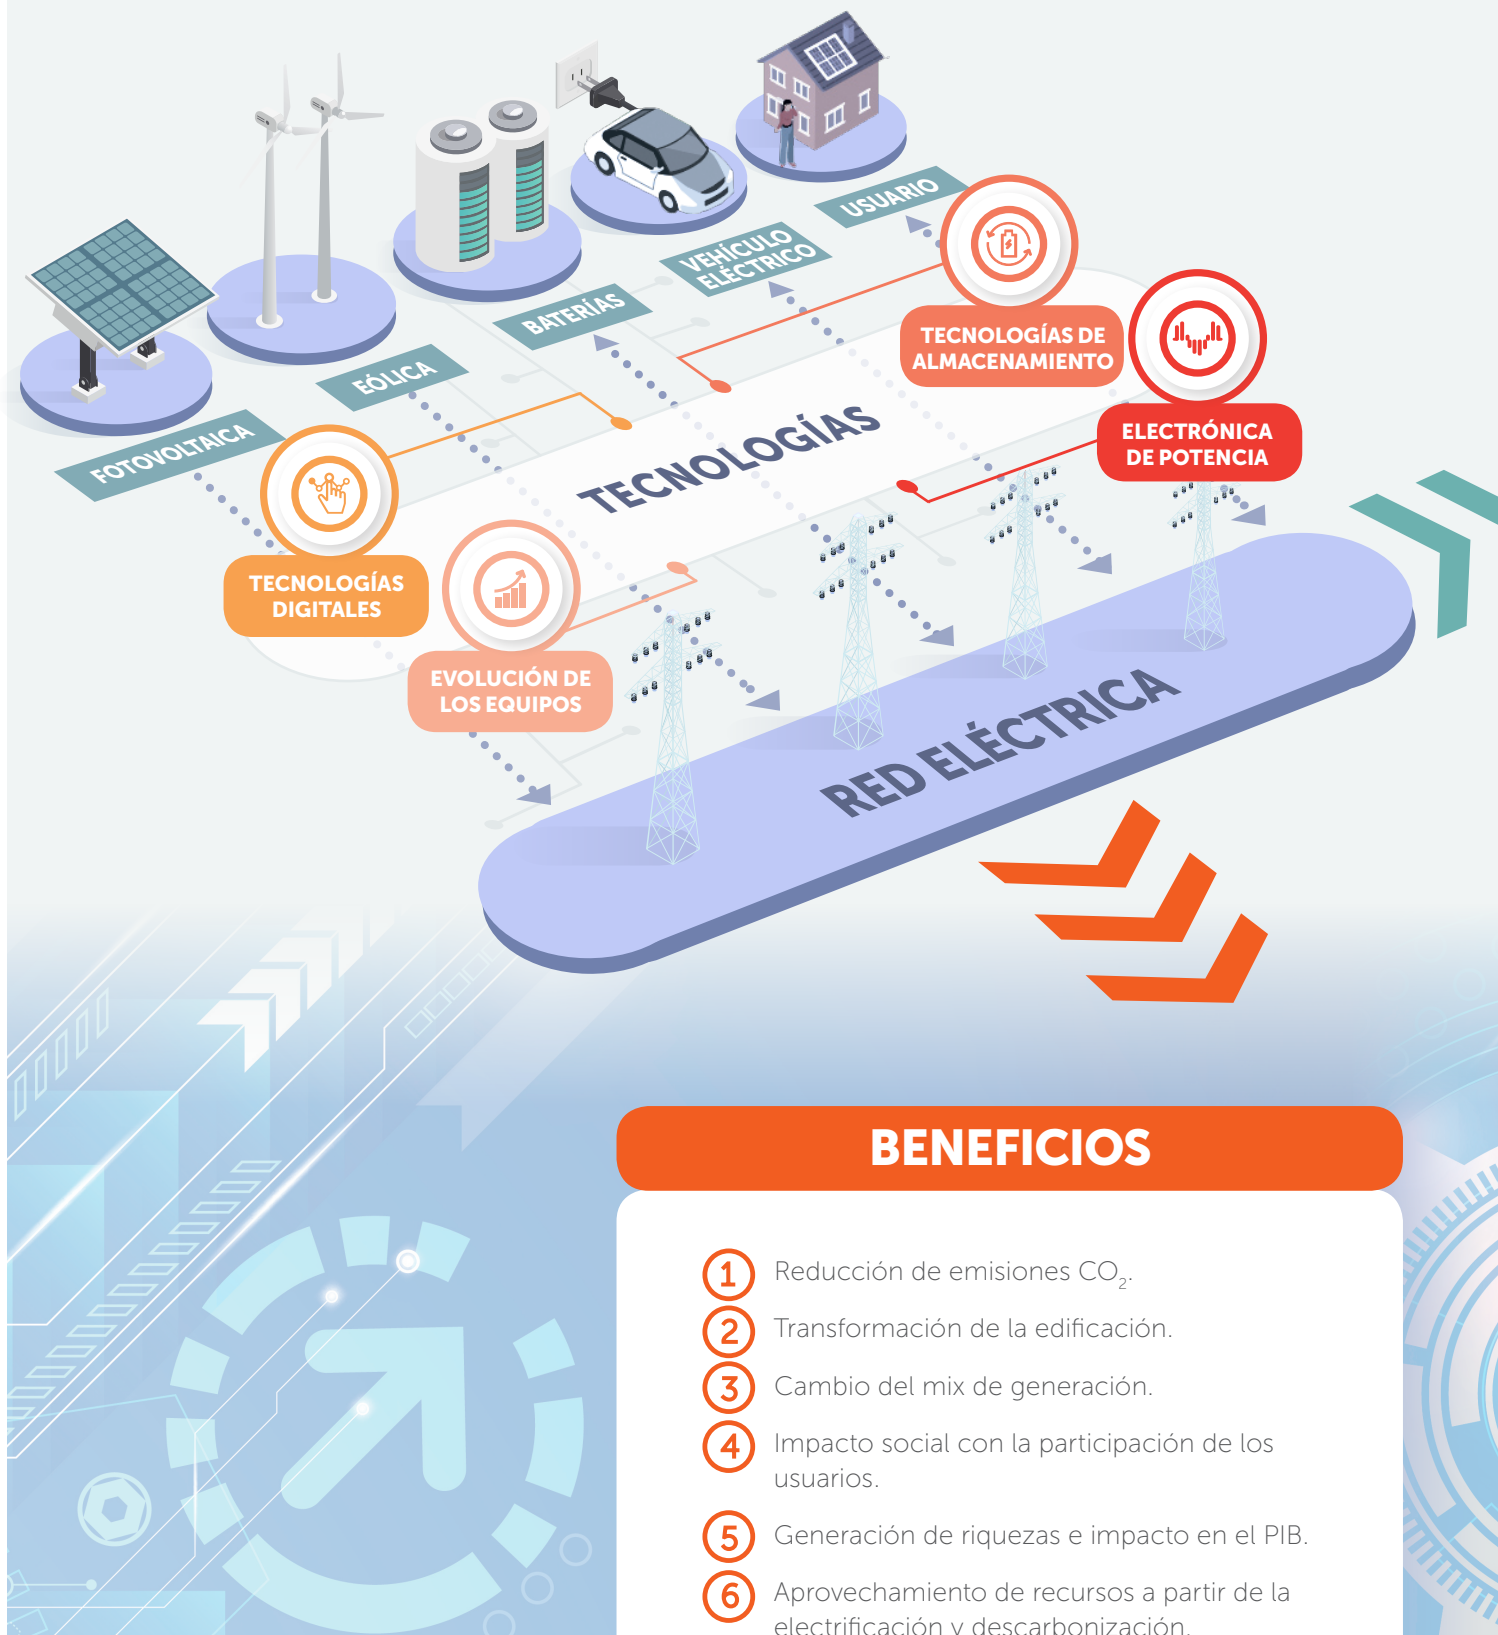 USUARIO
VEHÍCULO
ELÉCTRICO
BATERÍAS
EÓLICA
FOTOVOLTAICA
TECNOLOGÍAS DE
ALMACENAMIENTO
ELECTRÓNICA
DE POTENCIA
TECNOLOGÍAS
TECNOLOGÍAS
DIGITALES
EVOLUCIÓN DE
LOS EQUIPOS
RED ELÉCTRICA
BENEFICIOS
1 Reducción de emisiones CO₂.
2 Transformación de la edificación.
3 Cambio del mix de generación.
4 Impacto social con la participación de los
usuarios.
5 Generación de riquezas e impacto en el PIB.
6 Aprovechamiento de recursos a partir de la
electrificación y descarbonización.